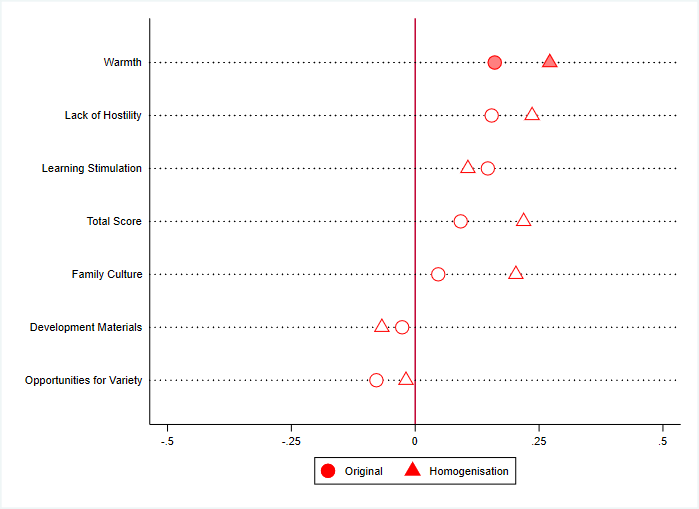 Warmth
Lack of Hostility
Learning Stimulation
Total Score
Family Culture
Development Materials
Opportunities for Variety
-.5 -.25 0 .25 .5
Original Homogenisation